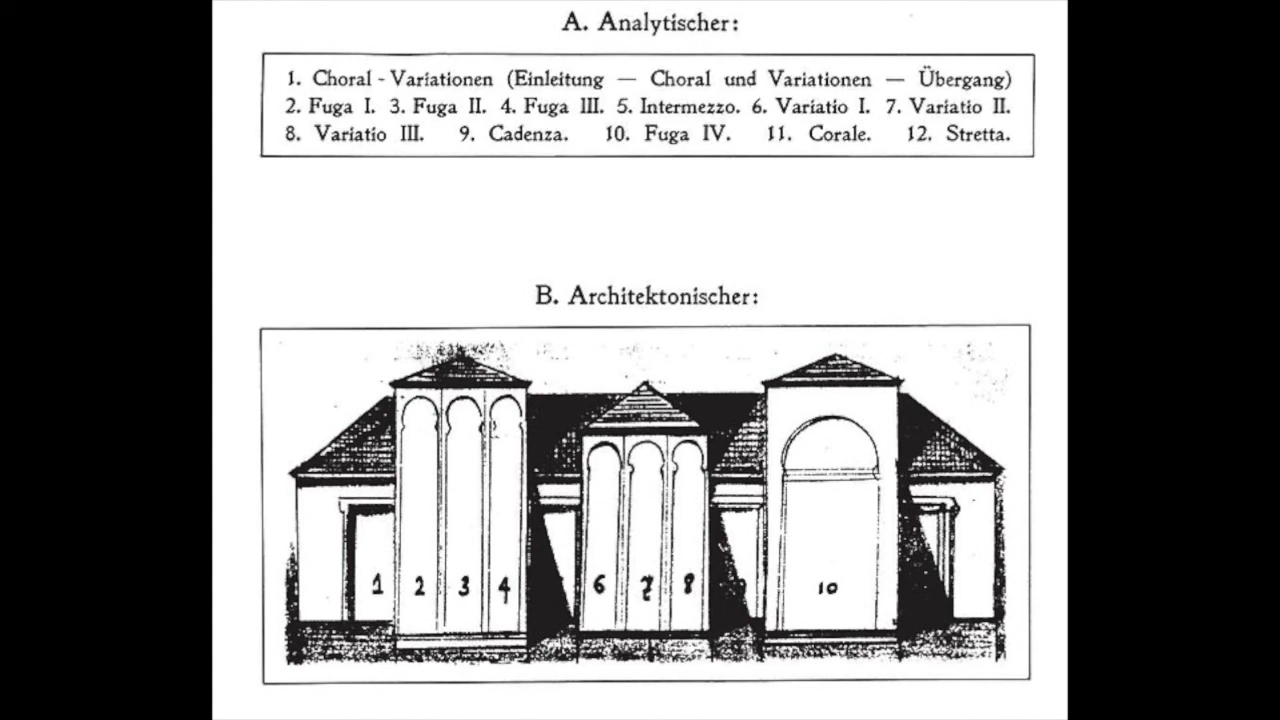 A. Analytischer:
1. Choral - Variationen (Einleitung — Choral und Variationen — Übergang)
2. Fuga I. 3. Fuga II. 4. Fuga III. 5. Intermezzo. 6. Variatio I. 7. Variatio II.
8. Variatio III. 9. Cadenza. 10. Fuga IV. 11. Corale. 12. Stretta.
B. Architektonischer:
1 2 3 4 6 7 8 10